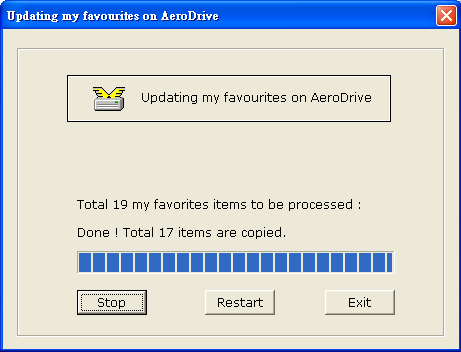 Updating my favourites on AeroDrive
Updating my favourites on AeroDrive
Total 19 my favorites items to be processed :
Done ! Total 17 items are copied.
Stop Restart Exit